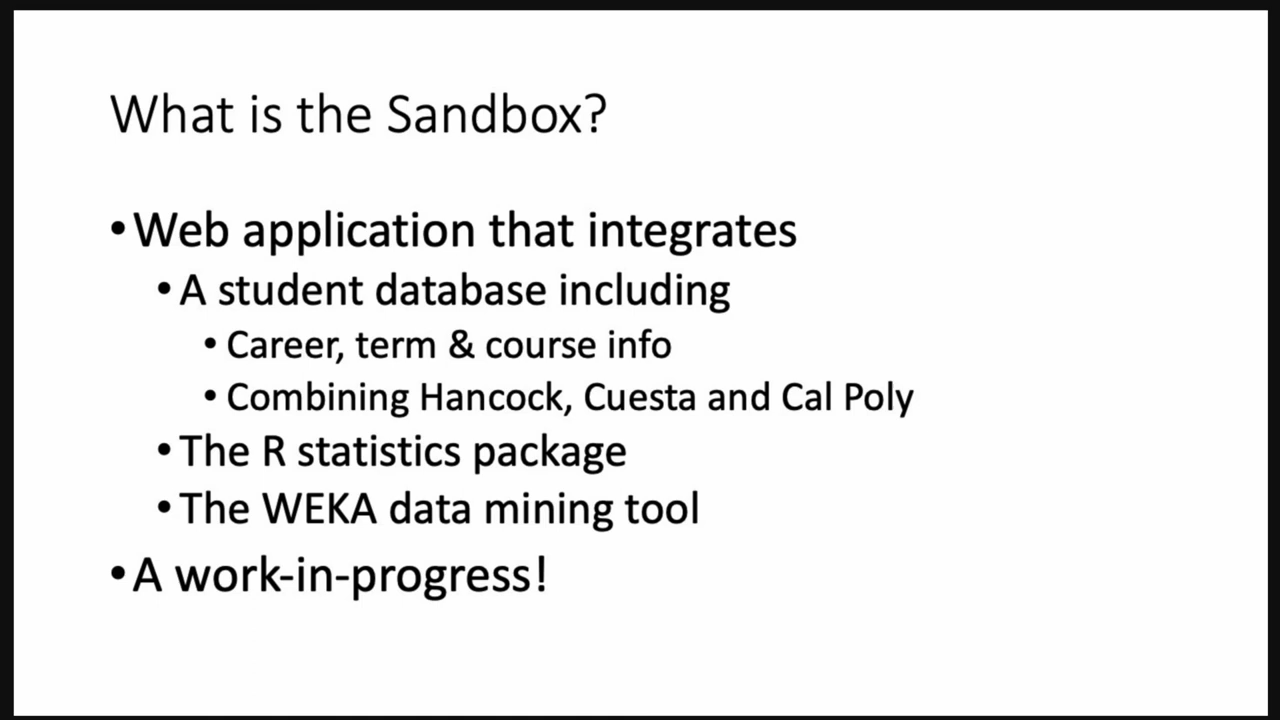 What is the Sandbox?
•Web application that integrates
•A student database including
•Career, term & course info
•Combining Hancock, Cuesta and Cal Poly
•The R statistics package
•The WEKA data mining tool
•A work-in-progress!